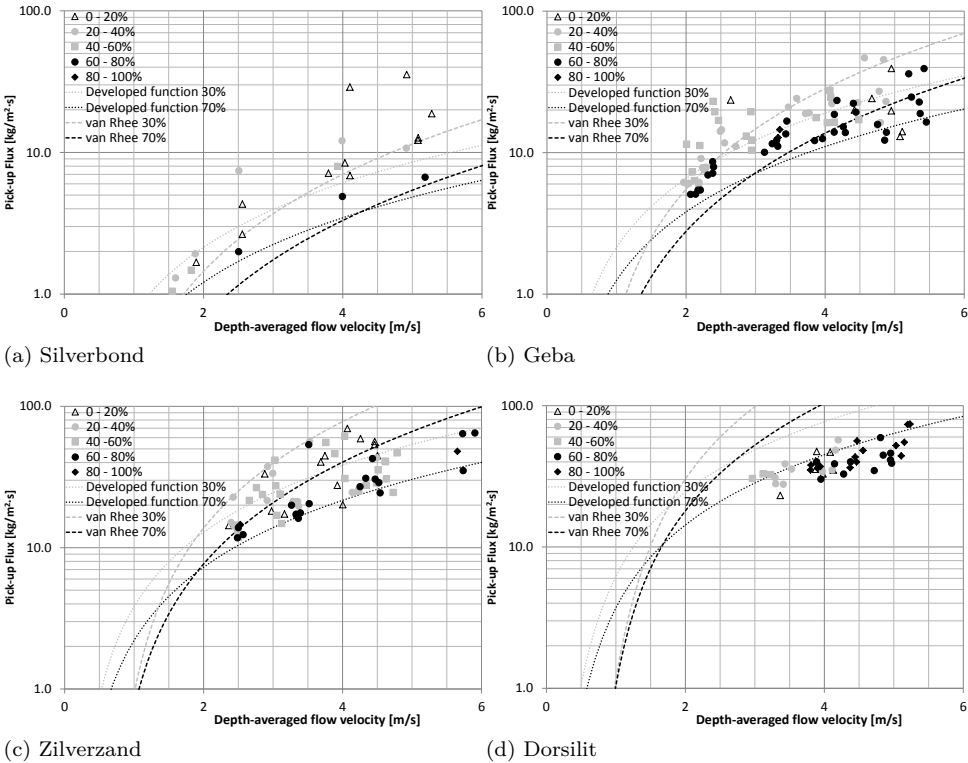 100.0
10.0
1.0
Pick-up Flux [kg/m²·s]
0 - 20%
20 - 40%
40 -60%
60 - 80%
80 - 100%
Developed function 30%
Developed function 70%
van Rhee 30%
van Rhee 70%
0 2 4 6
Depth-averaged flow velocity [m/s]
(a) Silverbond
100.0
10.0
1.0
Pick-up Flux [kg/m²·s]
0 - 20%
20 - 40%
40 -60%
60 - 80%
80 - 100%
Developed function 30%
Developed function 70%
van Rhee 30%
van Rhee 70%
0 2 4 6
Depth-averaged flow velocity [m/s]
(b) Geba
100.0
10.0
1.0
Pick-up Flux [kg/m²·s]
0 - 20%
20 - 40%
40 -60%
60 - 80%
80 - 100%
Developed function 30%
Developed function 70%
van Rhee 30%
van Rhee 70%
0 2 4 6
Depth-averaged flow velocity [m/s]
(c) Zilverzand
100.0
10.0
1.0
Pick-up Flux [kg/m²·s]
0 - 20%
20 - 40%
40 -60%
60 - 80%
80 - 100%
Developed function 30%
Developed function 70%
van Rhee 30%
van Rhee 70%
0 2 4 6
Depth-averaged flow velocity [m/s]
(d) Dorsilit